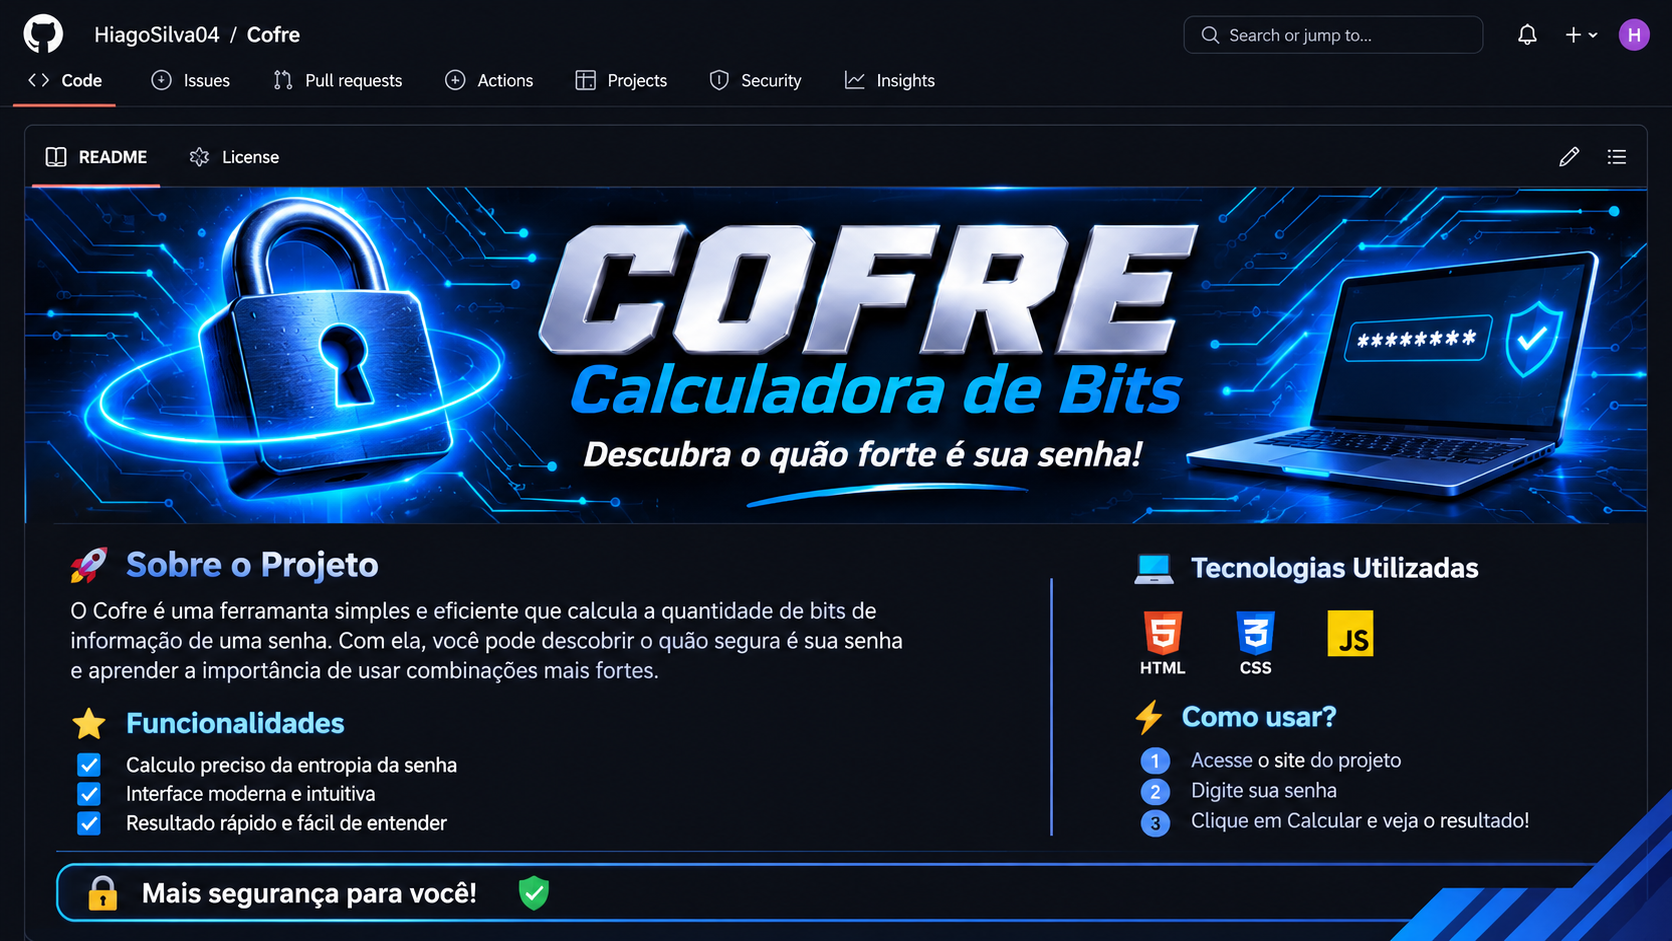 HiagoSilva04 / Cofre
Search or jump to...
H
Code
Issues
Pull requests
Actions
Projects
Security
Insights
README
License
COFRE
Calculadora de Bits
Descubra o quão forte é sua senha!
********
Sobre o Projeto
O Cofre é uma ferramanta simples e eficiente que calcula a quantidade de bits de
informação de uma senha. Com ela, você pode descobrir o quão segura é sua senha
e aprender a importância de usar combinações mais fortes.
Funcionalidades
Calculo preciso da entropia da senha
Interface moderna e intuitiva
Resultado rápido e fácil de entender
Tecnologias Utilizadas
5
HTML
3
CSS
JS
Como usar?
1 Acesse o site do projeto
2 Digite sua senha
3 Clique em Calcular e veja o resultado!
Mais segurança para você!